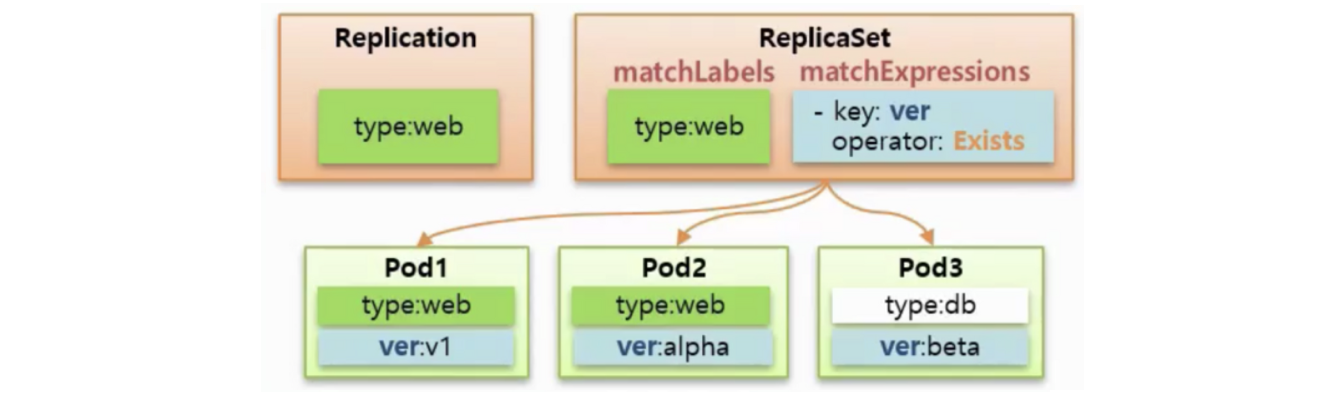 Replication
type:web
ReplicaSet
matchLabels matchExpressions
type:web
- key: ver
operator: Exists
Pod1
type:web
ver:v1
Pod2
type:web
ver:alpha
Pod3
type:db
ver:beta